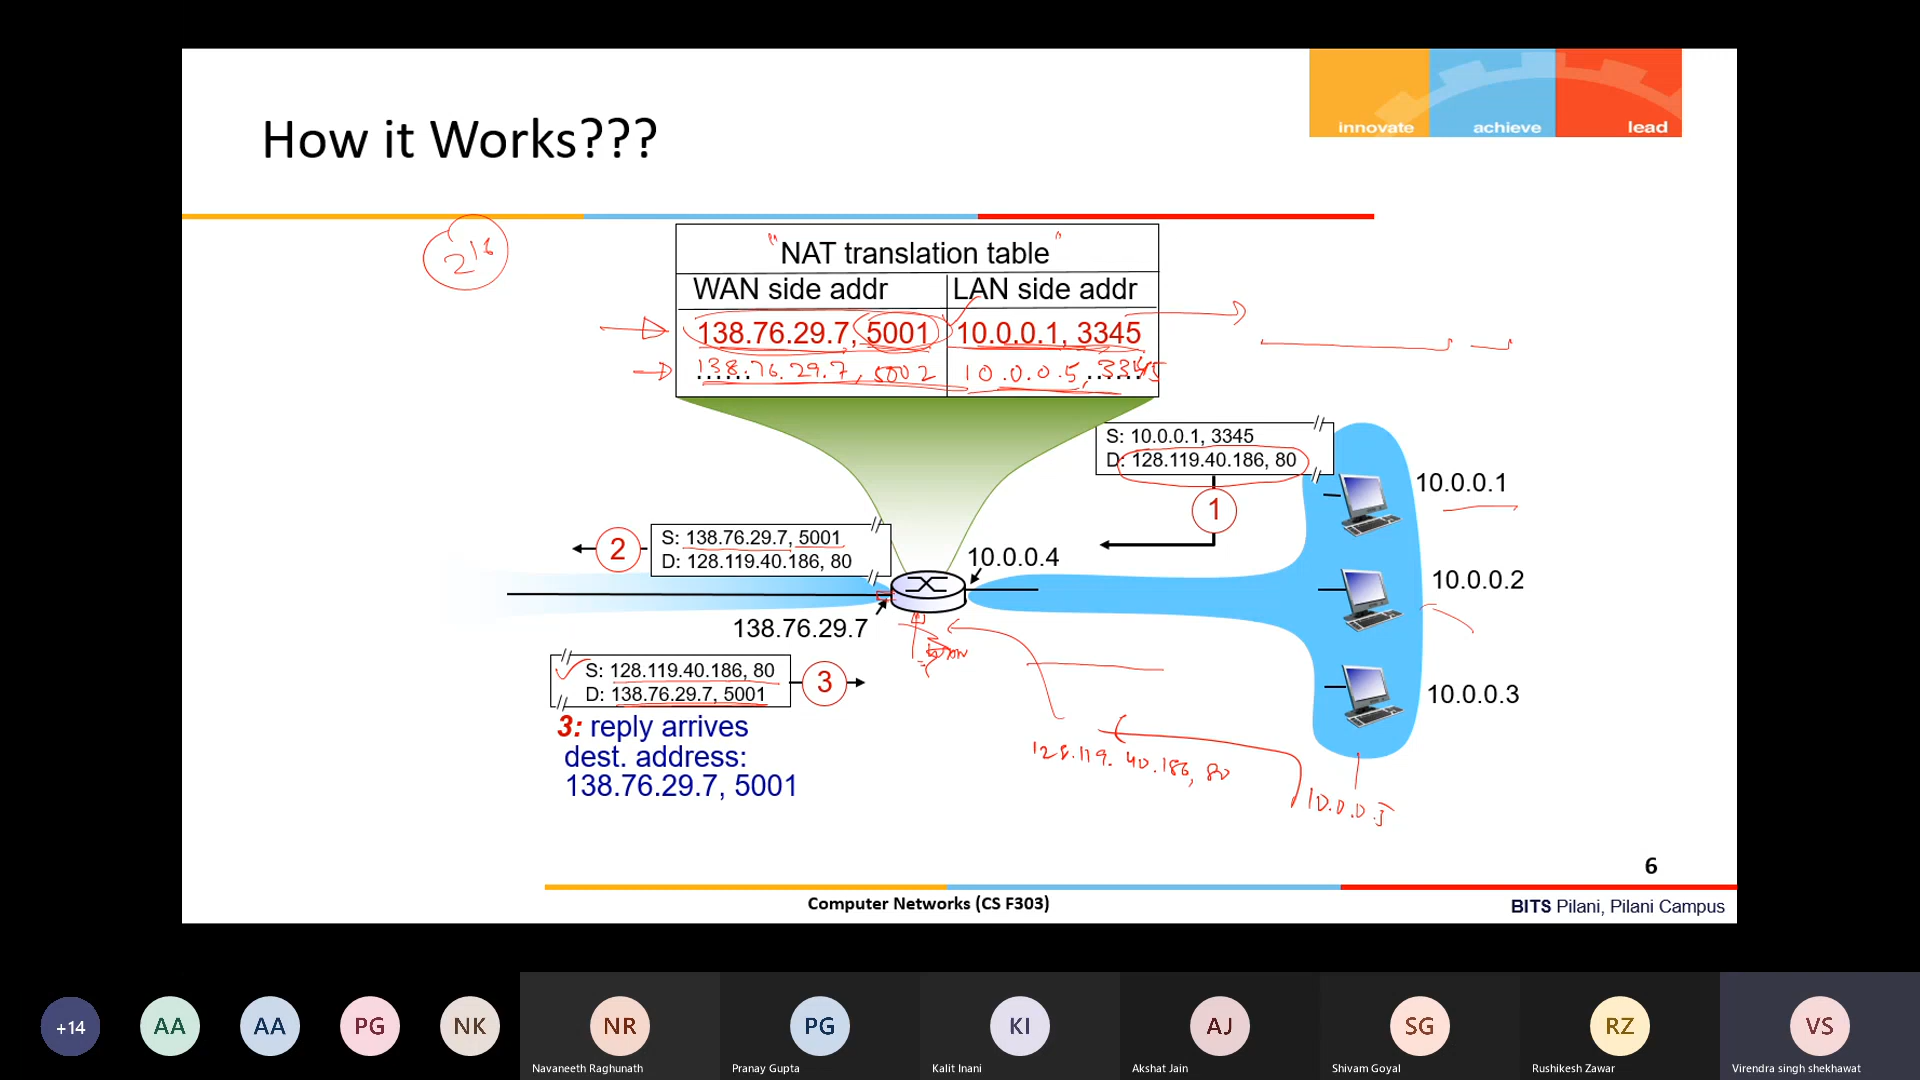 innovate achieve lead
How it Works???
2^16
"NAT translation table"
WAN side addr LAN side addr
138.76.29.7, 5001 10.0.0.1, 3345
138.76.29.7, 5002 10.0.0.5, 3345
...... ......
S: 10.0.0.1, 3345
D: 128.119.40.186, 80
1
10.0.0.1
2
S: 138.76.29.7, 5001
D: 128.119.40.186, 80
10.0.0.4
10.0.0.2
138.76.29.7
S: 128.119.40.186, 80
D: 138.76.29.7, 5001
3
10.0.0.3
3: reply arrives
dest. address:
138.76.29.7, 5001
128.119.40.186, 80
10.0.0.5
6
Computer Networks (CS F303)
BITS Pilani, Pilani Campus
+14 AA AA PG NK NR PG KI AJ SG RZ VS
Navaneeth Raghunath Pranay Gupta Kalit Inani Akshat Jain Shivam Goyal Rushikesh Zawar Virendra singh shekhawat